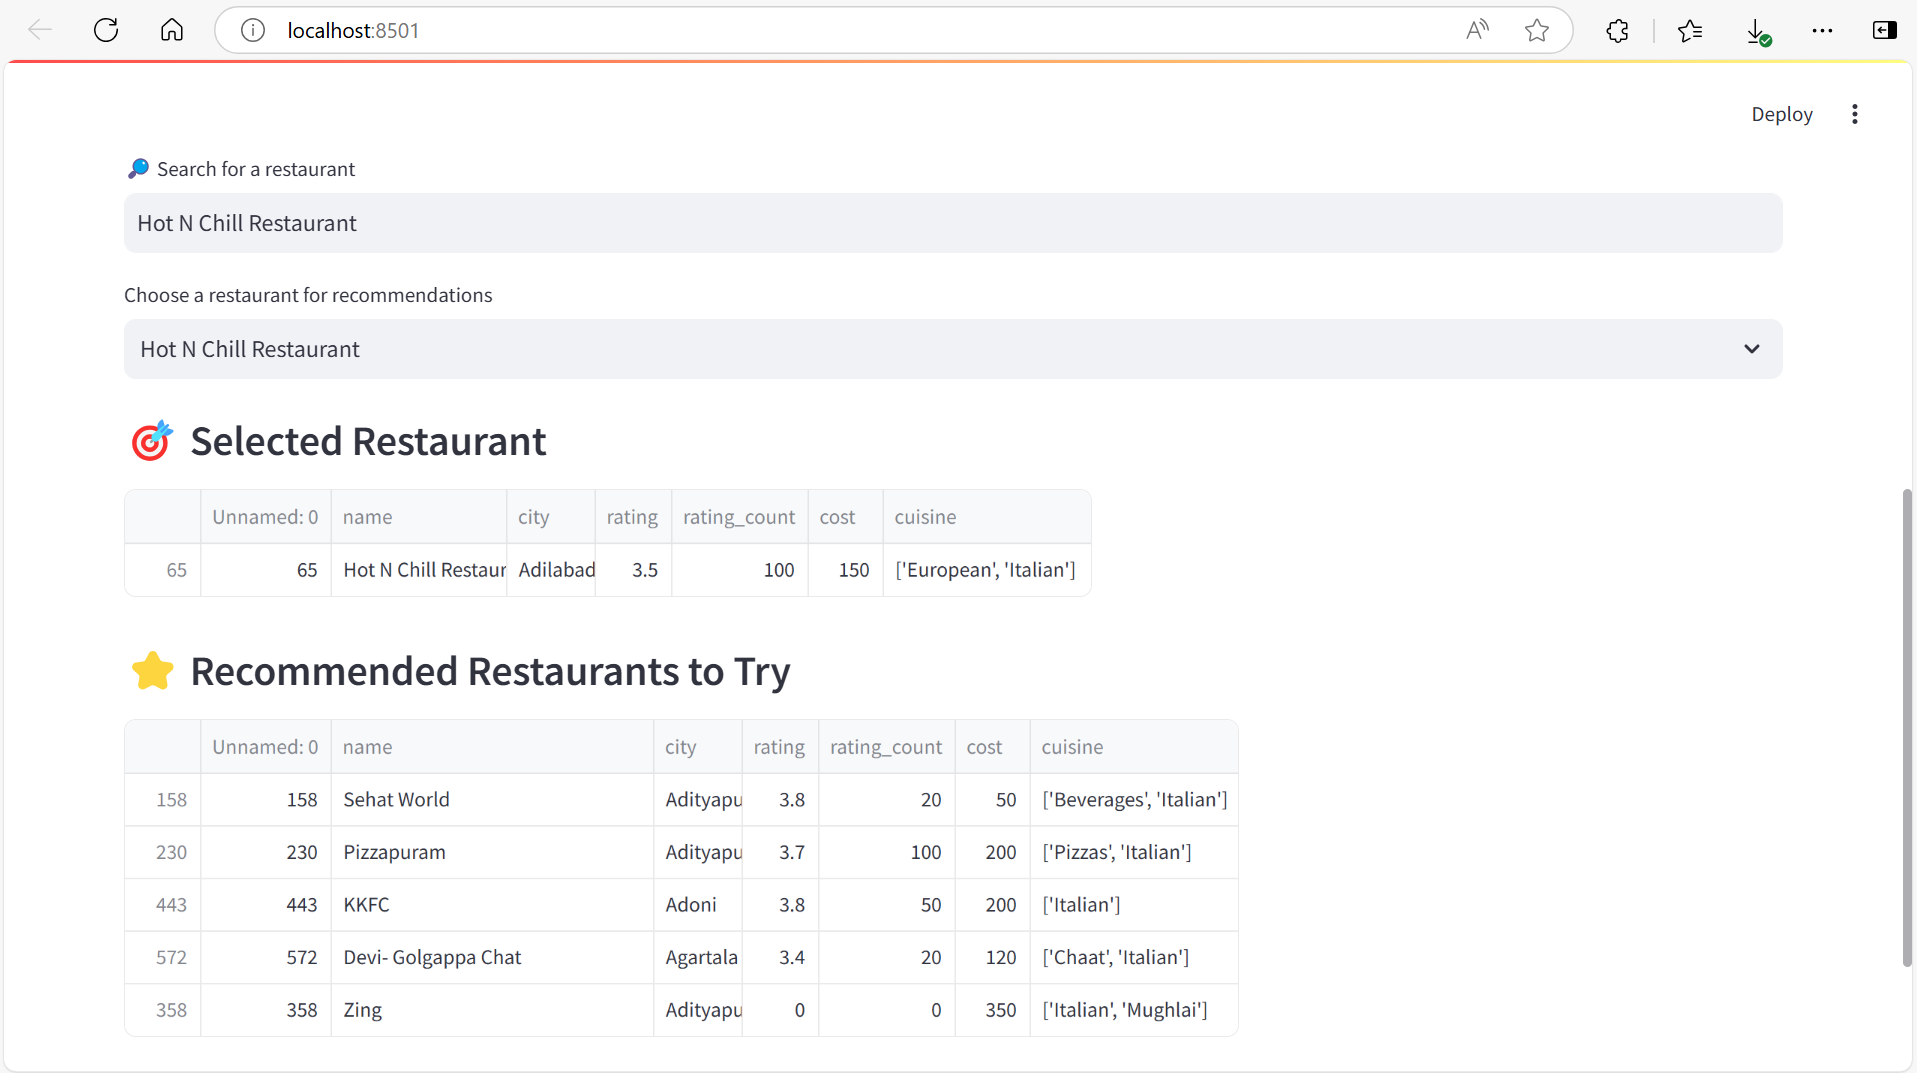 localhost:8501
Deploy
Search for a restaurant
Hot N Chill Restaurant
Choose a restaurant for recommendations
Hot N Chill Restaurant
Selected Restaurant
Unnamed: 0 name city rating rating_count cost cuisine
65 65 Hot N Chill Restaur Adilabad 3.5 100 150 ['European', 'Italian']
Recommended Restaurants to Try
Unnamed: 0 name city rating rating_count cost cuisine
158 158 Sehat World Adityapu 3.8 20 50 ['Beverages', 'Italian']
230 230 Pizzapuram Adityapu 3.7 100 200 ['Pizzas', 'Italian']
443 443 KKFC Adoni 3.8 50 200 ['Italian']
572 572 Devi- Golgappa Chat Agartala 3.4 20 120 ['Chaat', 'Italian']
358 358 Zing Adityapu 0 0 350 ['Italian', 'Mughlai']